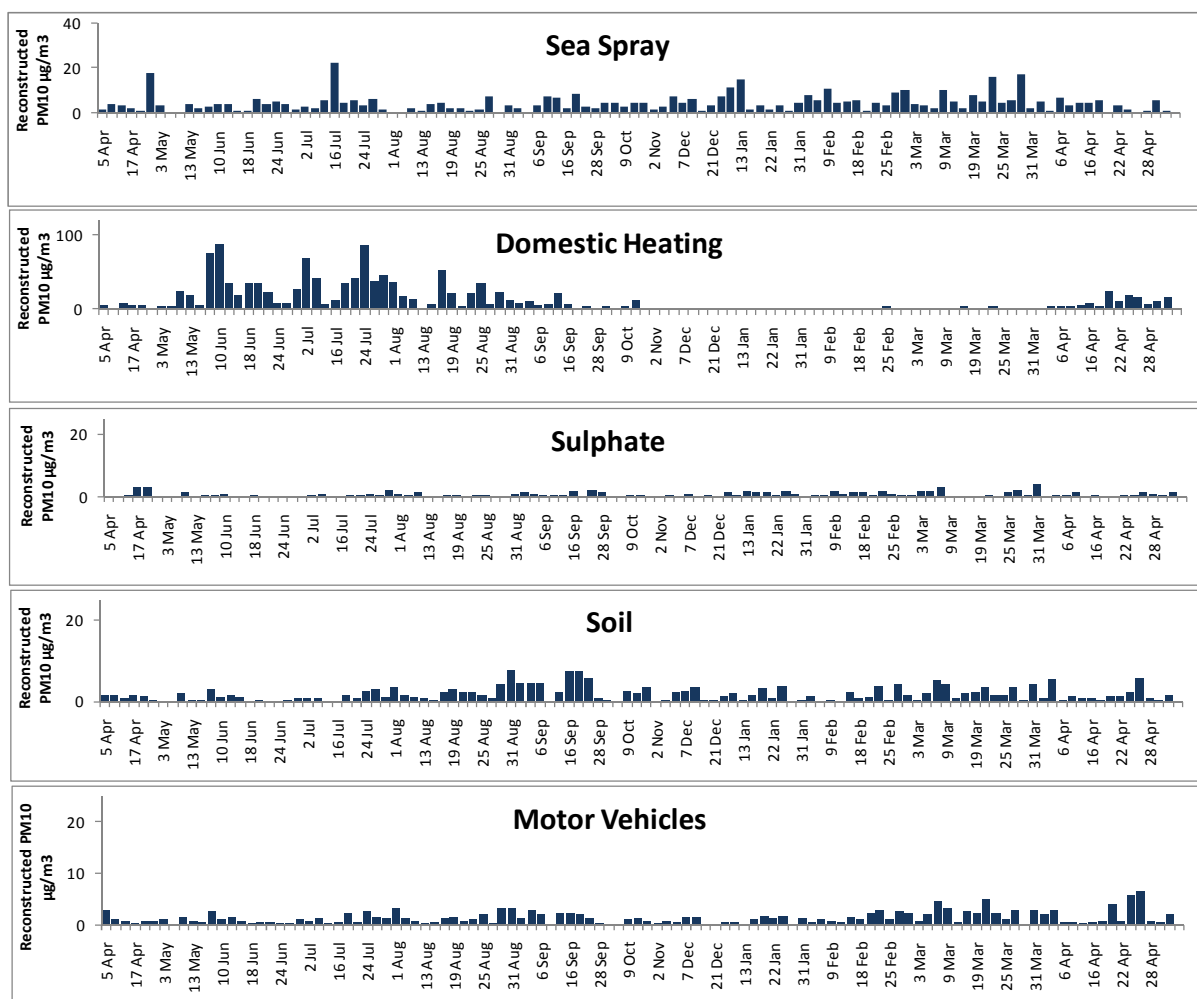 Sea Spray
Reconstructed
PM10 µg/m3
40
20
0
5 Apr
17 Apr
3 May
13 May
10 Jun
18 Jun
24 Jun
2 Jul
16 Jul
24 Jul
1 Aug
13 Aug
19 Aug
25 Aug
31 Aug
6 Sep
16 Sep
28 Sep
9 Oct
2 Nov
7 Dec
21 Dec
13 Jan
22 Jan
31 Jan
9 Feb
18 Feb
25 Feb
3 Mar
9 Mar
19 Mar
25 Mar
31 Mar
6 Apr
16 Apr
22 Apr
28 Apr
Domestic Heating
Reconstructed
PM10 µg/m3
100
0
5 Apr
17 Apr
3 May
13 May
10 Jun
18 Jun
24 Jun
2 Jul
16 Jul
24 Jul
1 Aug
13 Aug
19 Aug
25 Aug
31 Aug
6 Sep
16 Sep
28 Sep
9 Oct
2 Nov
7 Dec
21 Dec
13 Jan
22 Jan
31 Jan
9 Feb
18 Feb
25 Feb
3 Mar
9 Mar
19 Mar
25 Mar
31 Mar
6 Apr
16 Apr
22 Apr
28 Apr
Sulphate
Reconstructed
PM10 µg/m3
20
0
5 Apr
17 Apr
3 May
13 May
10 Jun
18 Jun
24 Jun
2 Jul
16 Jul
24 Jul
1 Aug
13 Aug
19 Aug
25 Aug
31 Aug
6 Sep
16 Sep
28 Sep
9 Oct
2 Nov
7 Dec
21 Dec
13 Jan
22 Jan
31 Jan
9 Feb
18 Feb
25 Feb
3 Mar
9 Mar
19 Mar
25 Mar
31 Mar
6 Apr
16 Apr
22 Apr
28 Apr
Soil
Reconstructed
PM10 µg/m3
20
0
5 Apr
17 Apr
3 May
13 May
10 Jun
18 Jun
24 Jun
2 Jul
16 Jul
24 Jul
1 Aug
13 Aug
19 Aug
25 Aug
31 Aug
6 Sep
16 Sep
28 Sep
9 Oct
2 Nov
7 Dec
21 Dec
13 Jan
22 Jan
31 Jan
9 Feb
18 Feb
25 Feb
3 Mar
9 Mar
19 Mar
25 Mar
31 Mar
6 Apr
16 Apr
22 Apr
28 Apr
Motor Vehicles
Reconstructed PM10
µg/m3
20
10
0
5 Apr
17 Apr
3 May
13 May
10 Jun
18 Jun
24 Jun
2 Jul
16 Jul
24 Jul
1 Aug
13 Aug
19 Aug
25 Aug
31 Aug
6 Sep
16 Sep
28 Sep
9 Oct
2 Nov
7 Dec
21 Dec
13 Jan
22 Jan
31 Jan
9 Feb
18 Feb
25 Feb
3 Mar
9 Mar
19 Mar
25 Mar
31 Mar
6 Apr
16 Apr
22 Apr
28 Apr